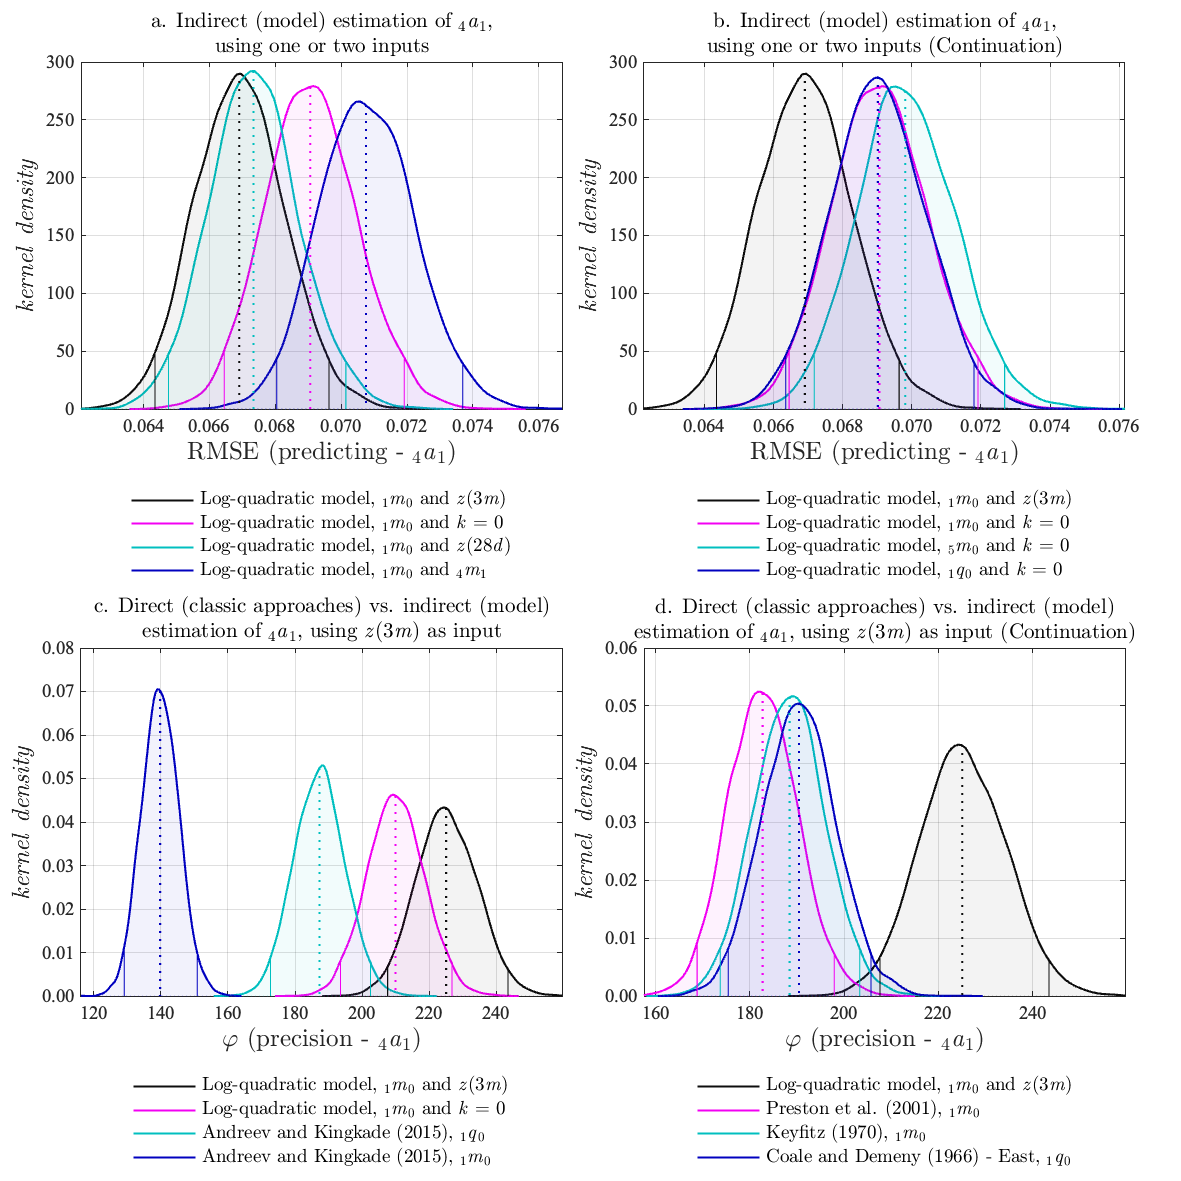 a. Indirect (model) estimation of ₄a₁,
using one or two inputs
300
250
200
150
100
50
0
kernel density
0.064 0.066 0.068 0.070 0.072 0.074 0.076
RMSE (predicting - ₄a₁)
Log-quadratic model, ₁m₀ and z(3m)
Log-quadratic model, ₁m₀ and k = 0
Log-quadratic model, ₁m₀ and z(28d)
Log-quadratic model, ₁m₀ and ₄m₁
b. Indirect (model) estimation of ₄a₁,
using one or two inputs (Continuation)
300
250
200
150
100
50
0
kernel density
0.064 0.066 0.068 0.070 0.072 0.074 0.076
RMSE (predicting - ₄a₁)
Log-quadratic model, ₁m₀ and z(3m)
Log-quadratic model, ₁m₀ and k = 0
Log-quadratic model, ₅m₀ and k = 0
Log-quadratic model, ₁q₀ and k = 0
c. Direct (classic approaches) vs. indirect (model)
estimation of ₄a₁, using z(3m) as input
0.08
0.07
0.06
0.05
0.04
0.03
0.02
0.01
0.00
kernel density
120 140 160 180 200 220 240
φ (precision - ₄a₁)
Log-quadratic model, ₁m₀ and z(3m)
Log-quadratic model, ₁m₀ and k = 0
Andreev and Kingkade (2015), ₁q₀
Andreev and Kingkade (2015), ₁m₀
d. Direct (classic approaches) vs. indirect (model)
estimation of ₄a₁, using z(3m) as input (Continuation)
0.06
0.05
0.04
0.03
0.02
0.01
0.00
kernel density
160 180 200 220 240
φ (precision - ₄a₁)
Log-quadratic model, ₁m₀ and z(3m)
Preston et al. (2001), ₁m₀
Keyfitz (1970), ₁m₀
Coale and Demeny (1966) - East, ₁q₀